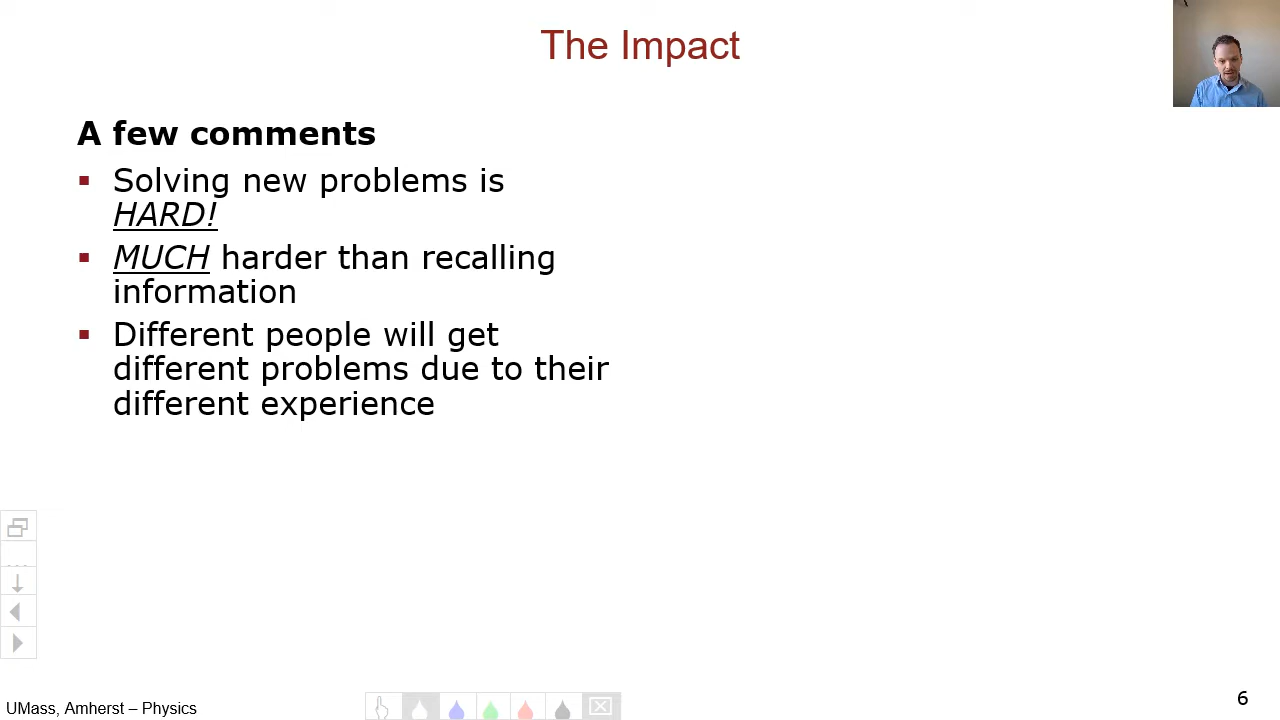 The Impact
A few comments
Solving new problems is
HARD!
MUCH harder than recalling
information
Different people will get
different problems due to their
different experience
UMass, Amherst – Physics
6